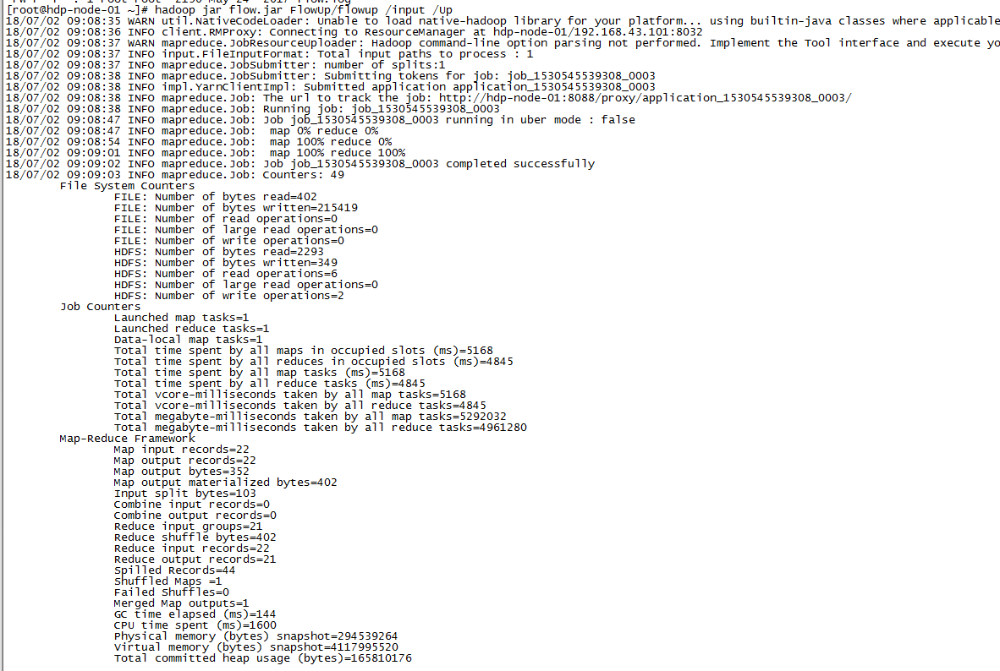 [root@hdp-node-01 ~]# hadoop jar flow.jar FlowUp/flowup /input /Up
18/07/02 09:08:35 WARN util.NativeCodeLoader: Unable to load native-hadoop library for your platform... using builtin-java classes where applicable
18/07/02 09:08:36 INFO client.RMProxy: Connecting to ResourceManager at hdp-node-01/192.168.43.101:8032
18/07/02 09:08:37 WARN mapreduce.JobResourceUploader: Hadoop command-line option parsing not performed. Implement the Tool interface and execute yo
18/07/02 09:08:37 INFO input.FileInputFormat: Total input paths to process : 1
18/07/02 09:08:37 INFO mapreduce.JobSubmitter: number of splits:1
18/07/02 09:08:38 INFO mapreduce.JobSubmitter: Submitting tokens for job: job_1530545539308_0003
18/07/02 09:08:38 INFO impl.YarnClientImpl: Submitted application application_1530545539308_0003
18/07/02 09:08:38 INFO mapreduce.Job: The url to track the job: http://hdp-node-01:8088/proxy/application_1530545539308_0003/
18/07/02 09:08:38 INFO mapreduce.Job: Running job: job_1530545539308_0003
18/07/02 09:08:47 INFO mapreduce.Job: Job job_1530545539308_0003 running in uber mode : false
18/07/02 09:08:47 INFO mapreduce.Job:  map 0% reduce 0%
18/07/02 09:08:54 INFO mapreduce.Job:  map 100% reduce 0%
18/07/02 09:09:01 INFO mapreduce.Job:  map 100% reduce 100%
18/07/02 09:09:02 INFO mapreduce.Job: Job job_1530545539308_0003 completed successfully
18/07/02 09:09:03 INFO mapreduce.Job: Counters: 49
File System Counters
FILE: Number of bytes read=402
FILE: Number of bytes written=215419
FILE: Number of read operations=0
FILE: Number of large read operations=0
FILE: Number of write operations=0
HDFS: Number of bytes read=2293
HDFS: Number of bytes written=349
HDFS: Number of read operations=6
HDFS: Number of large read operations=0
HDFS: Number of write operations=2
Job Counters
Launched map tasks=1
Launched reduce tasks=1
Data-local map tasks=1
Total time spent by all maps in occupied slots (ms)=5168
Total time spent by all reduces in occupied slots (ms)=4845
Total time spent by all map tasks (ms)=5168
Total time spent by all reduce tasks (ms)=4845
Total vcore-milliseconds taken by all map tasks=5168
Total vcore-milliseconds taken by all reduce tasks=4845
Total megabyte-milliseconds taken by all map tasks=5292032
Total megabyte-milliseconds taken by all reduce tasks=4961280
Map-Reduce Framework
Map input records=22
Map output records=22
Map output bytes=352
Map output materialized bytes=402
Input split bytes=103
Combine input records=0
Combine output records=0
Reduce input groups=21
Reduce shuffle bytes=402
Reduce input records=22
Reduce output records=21
Spilled Records=44
Shuffled Maps =1
Failed Shuffles=0
Merged Map outputs=1
GC time elapsed (ms)=144
CPU time spent (ms)=1600
Physical memory (bytes) snapshot=294539264
Virtual memory (bytes) snapshot=4117995520
Total committed heap usage (bytes)=165810176